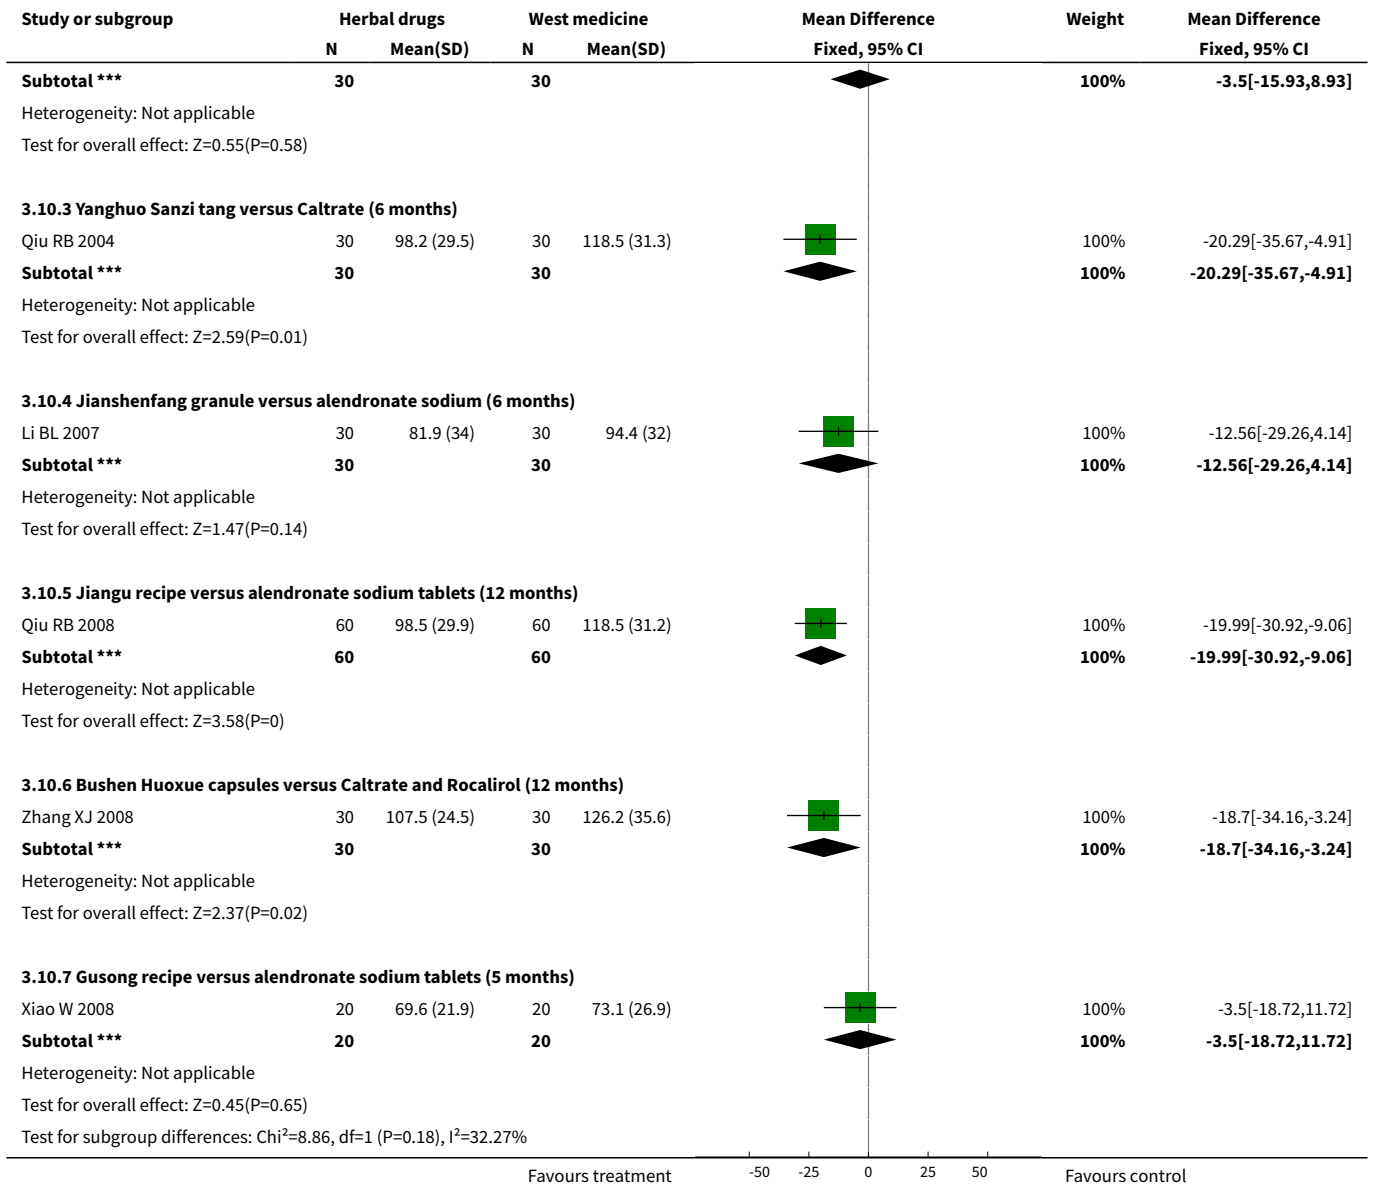 Study or subgroup Herbal drugs West medicine Mean Difference Weight Mean Difference
N Mean(SD) N Mean(SD) Fixed, 95% CI Fixed, 95% CI
Subtotal *** 30 30 100% -3.5[-15.93,8.93]
Heterogeneity: Not applicable
Test for overall effect: Z=0.55(P=0.58)
3.10.3 Yanghuo Sanzi tang versus Caltrate (6 months)
Qiu RB 2004 30 98.2 (29.5) 30 118.5 (31.3) 100% -20.29[-35.67,-4.91]
Subtotal *** 30 30 100% -20.29[-35.67,-4.91]
Heterogeneity: Not applicable
Test for overall effect: Z=2.59(P=0.01)
3.10.4 Jianshenfang granule versus alendronate sodium (6 months)
Li BL 2007 30 81.9 (34) 30 94.4 (32) 100% -12.56[-29.26,4.14]
Subtotal *** 30 30 100% -12.56[-29.26,4.14]
Heterogeneity: Not applicable
Test for overall effect: Z=1.47(P=0.14)
3.10.5 Jiangu recipe versus alendronate sodium tablets (12 months)
Qiu RB 2008 60 98.5 (29.9) 60 118.5 (31.2) 100% -19.99[-30.92,-9.06]
Subtotal *** 60 60 100% -19.99[-30.92,-9.06]
Heterogeneity: Not applicable
Test for overall effect: Z=3.58(P=0)
3.10.6 Bushen Huoxue capsules versus Caltrate and Rocalirol (12 months)
Zhang XJ 2008 30 107.5 (24.5) 30 126.2 (35.6) 100% -18.7[-34.16,-3.24]
Subtotal *** 30 30 100% -18.7[-34.16,-3.24]
Heterogeneity: Not applicable
Test for overall effect: Z=2.37(P=0.02)
3.10.7 Gusong recipe versus alendronate sodium tablets (5 months)
Xiao W 2008 20 69.6 (21.9) 20 73.1 (26.9) 100% -3.5[-18.72,11.72]
Subtotal *** 20 20 100% -3.5[-18.72,11.72]
Heterogeneity: Not applicable
Test for overall effect: Z=0.45(P=0.65)
Test for subgroup differences: Chi²=8.86, df=1 (P=0.18), I²=32.27%
Favours treatment -50 -25 0 25 50 Favours control